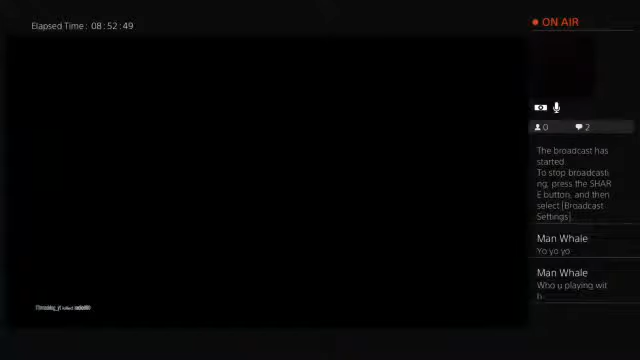 Elapsed Time : 08:52:49
ON AIR
0
2
The broadcast has
started.
To stop broadcasti
ng, press the SHAR
E button, and then
select [Broadcast
Settings].
Man Whale
Yo yo yo
Man Whale
Who u playing wit
h